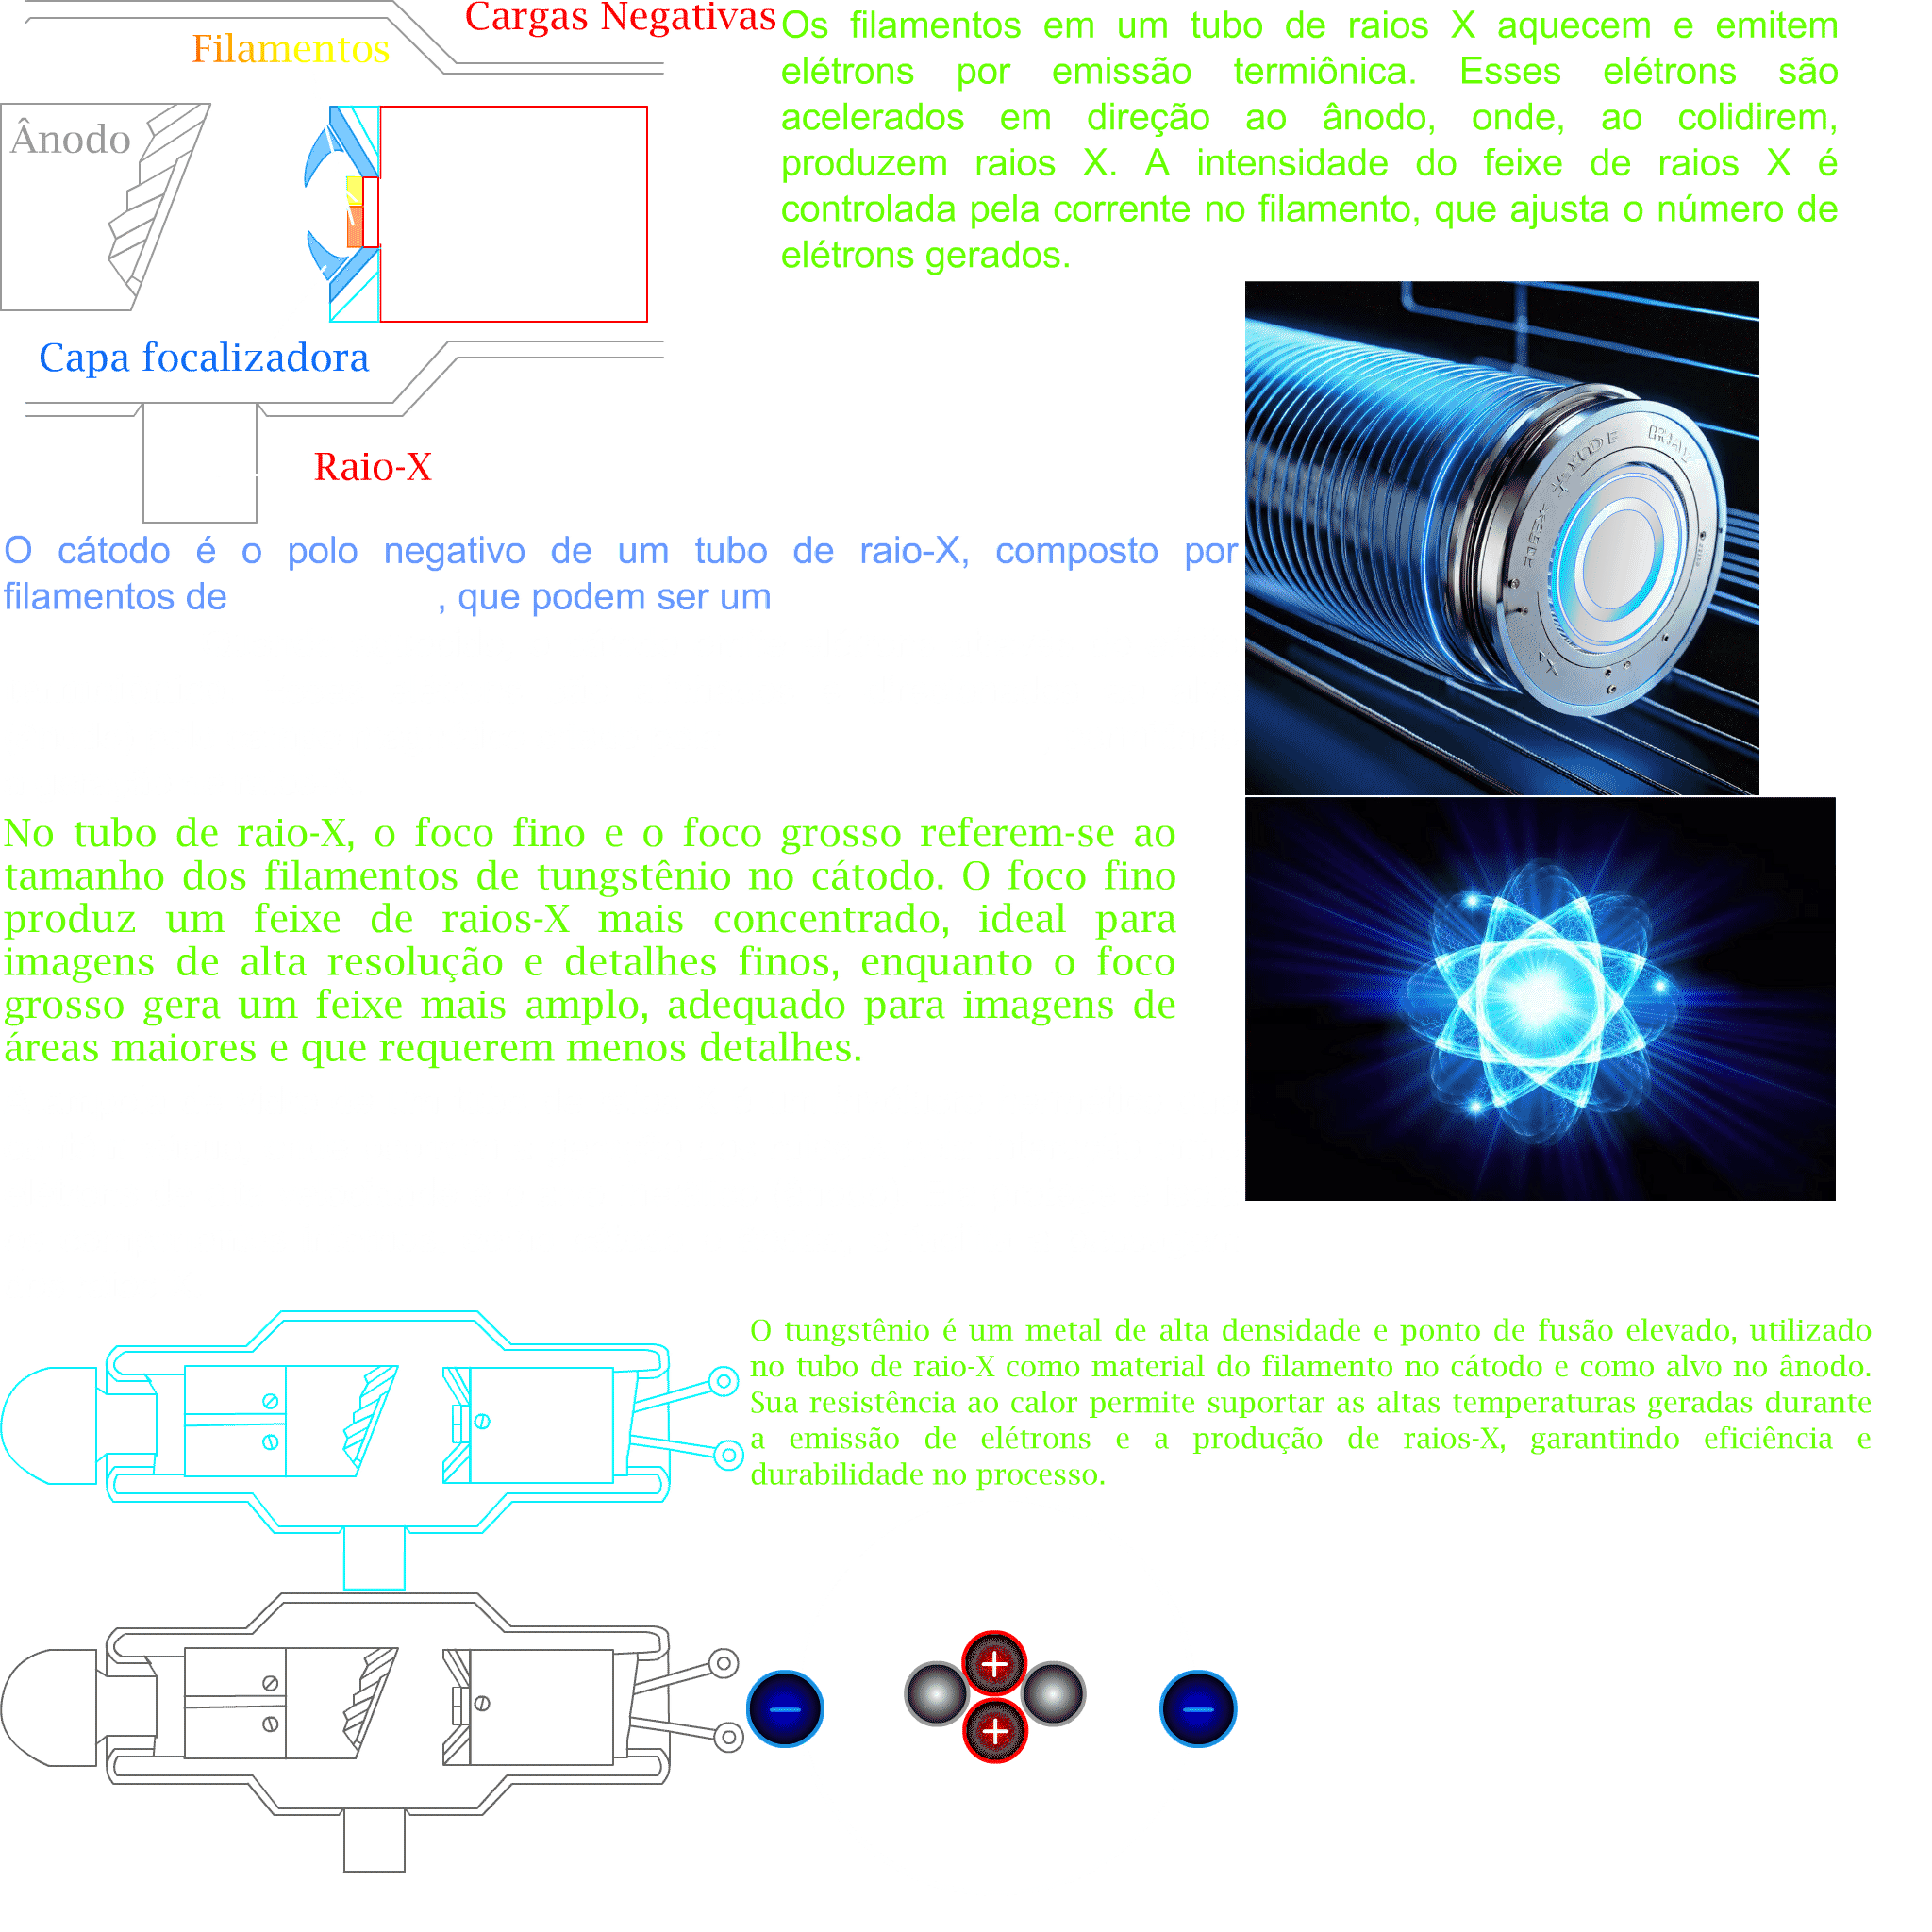 Cargas Negativas
Filamentos
Ânodo
Os filamentos em um tubo de raios X aquecem e emitem
elétrons por emissão termiônica. Esses elétrons são
acelerados em direção ao ânodo, onde, ao colidirem,
produzem raios X. A intensidade do feixe de raios X é
controlada pela corrente no filamento, que ajusta o número de
elétrons gerados.
Capa focalizadora
Raio-X
O cátodo é o polo negativo de um tubo de raio-X, composto por
filamentos de , que podem ser um
No tubo de raio-X, o foco fino e o foco grosso referem-se ao
tamanho dos filamentos de tungstênio no cátodo. O foco fino
produz um feixe de raios-X mais concentrado, ideal para
imagens de alta resolução e detalhes finos, enquanto o foco
grosso gera um feixe mais amplo, adequado para imagens de
áreas maiores e que requerem menos detalhes.
O tungstênio é um metal de alta densidade e ponto de fusão elevado, utilizado
no tubo de raio-X como material do filamento no cátodo e como alvo no ânodo.
Sua resistência ao calor permite suportar as altas temperaturas geradas durante
a emissão de elétrons e a produção de raios-X, garantindo eficiência e
durabilidade no processo.